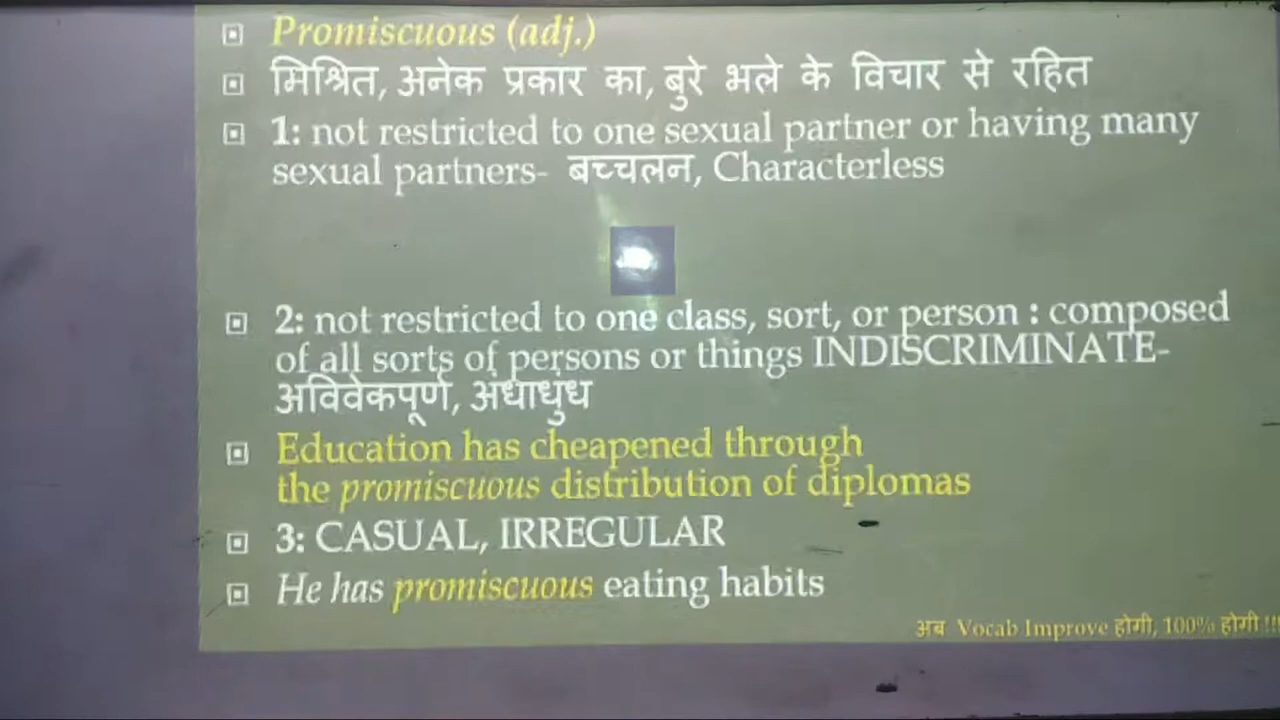 Promiscuous (adj.)
मिश्रित, अनेक प्रकार का, बुरे भले के विचार से रहित
1: not restricted to one sexual partner or having many
sexual partners- बच्चलन, Characterless
2: not restricted to one class, sort, or person : composed
of all sorts of persons or things INDISCRIMINATE-
अविवेकपूर्ण, अंधाधुंध
Education has cheapened through
the promiscuous distribution of diplomas
3: CASUAL, IRREGULAR
He has promiscuous eating habits
अब Vocab Improve होगी, 100% होगी !!!